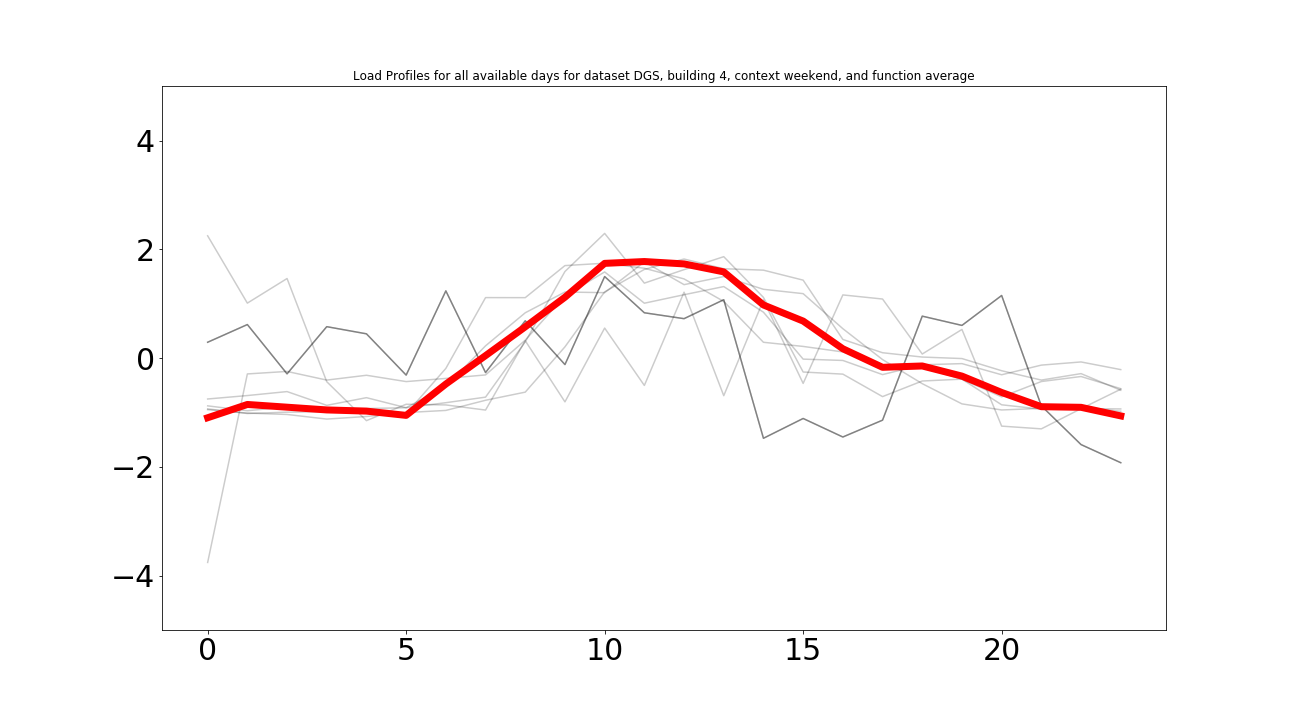 Load Profiles for all available days for dataset DGS, building 4, context weekend, and function average
4
2
0
−2
−4
0 5 10 15 20